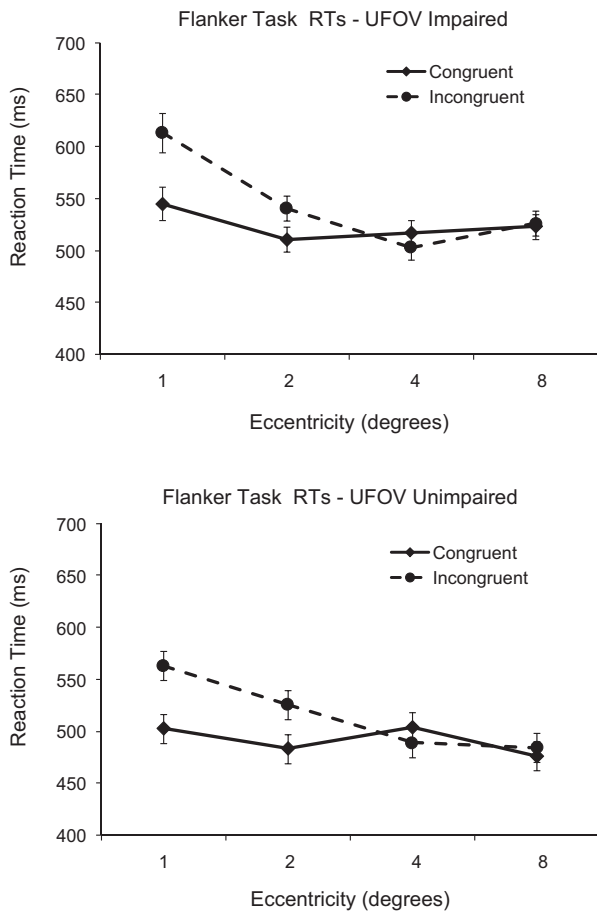 Flanker Task RTs - UFOV Impaired
700
650
600
550
500
450
400
Reaction Time (ms)
Congruent
Incongruent
1 2 4 8
Eccentricity (degrees)
Flanker Task RTs - UFOV Unimpaired
700
650
600
550
500
450
400
Reaction Time (ms)
Congruent
Incongruent
1 2 4 8
Eccentricity (degrees)